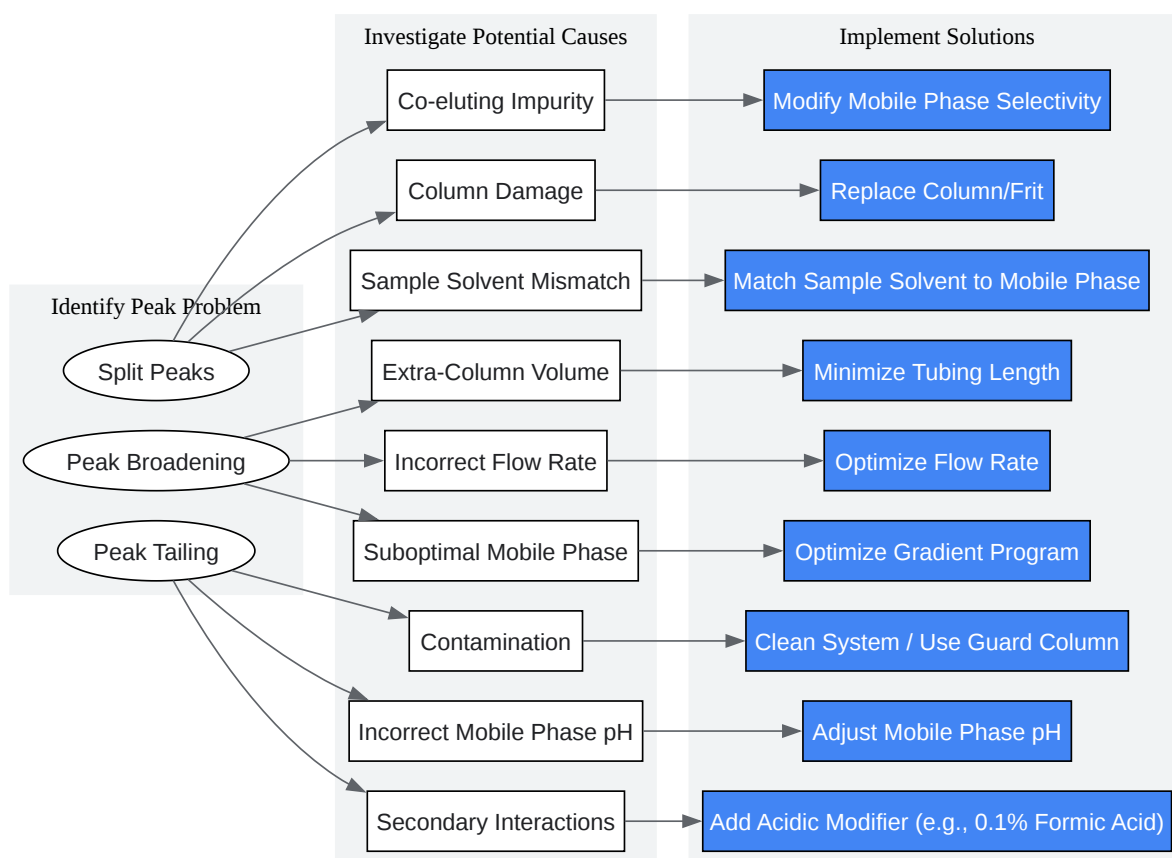 Investigate Potential Causes
Implement Solutions
Identify Peak Problem
Co-eluting Impurity
Modify Mobile Phase Selectivity
Column Damage
Replace Column/Frit
Sample Solvent Mismatch
Match Sample Solvent to Mobile Phase
Split Peaks
Extra-Column Volume
Minimize Tubing Length
Peak Broadening
Incorrect Flow Rate
Optimize Flow Rate
Peak Tailing
Suboptimal Mobile Phase
Optimize Gradient Program
Contamination
Clean System / Use Guard Column
Incorrect Mobile Phase pH
Adjust Mobile Phase pH
Secondary Interactions
Add Acidic Modifier (e.g., 0.1% Formic Acid)